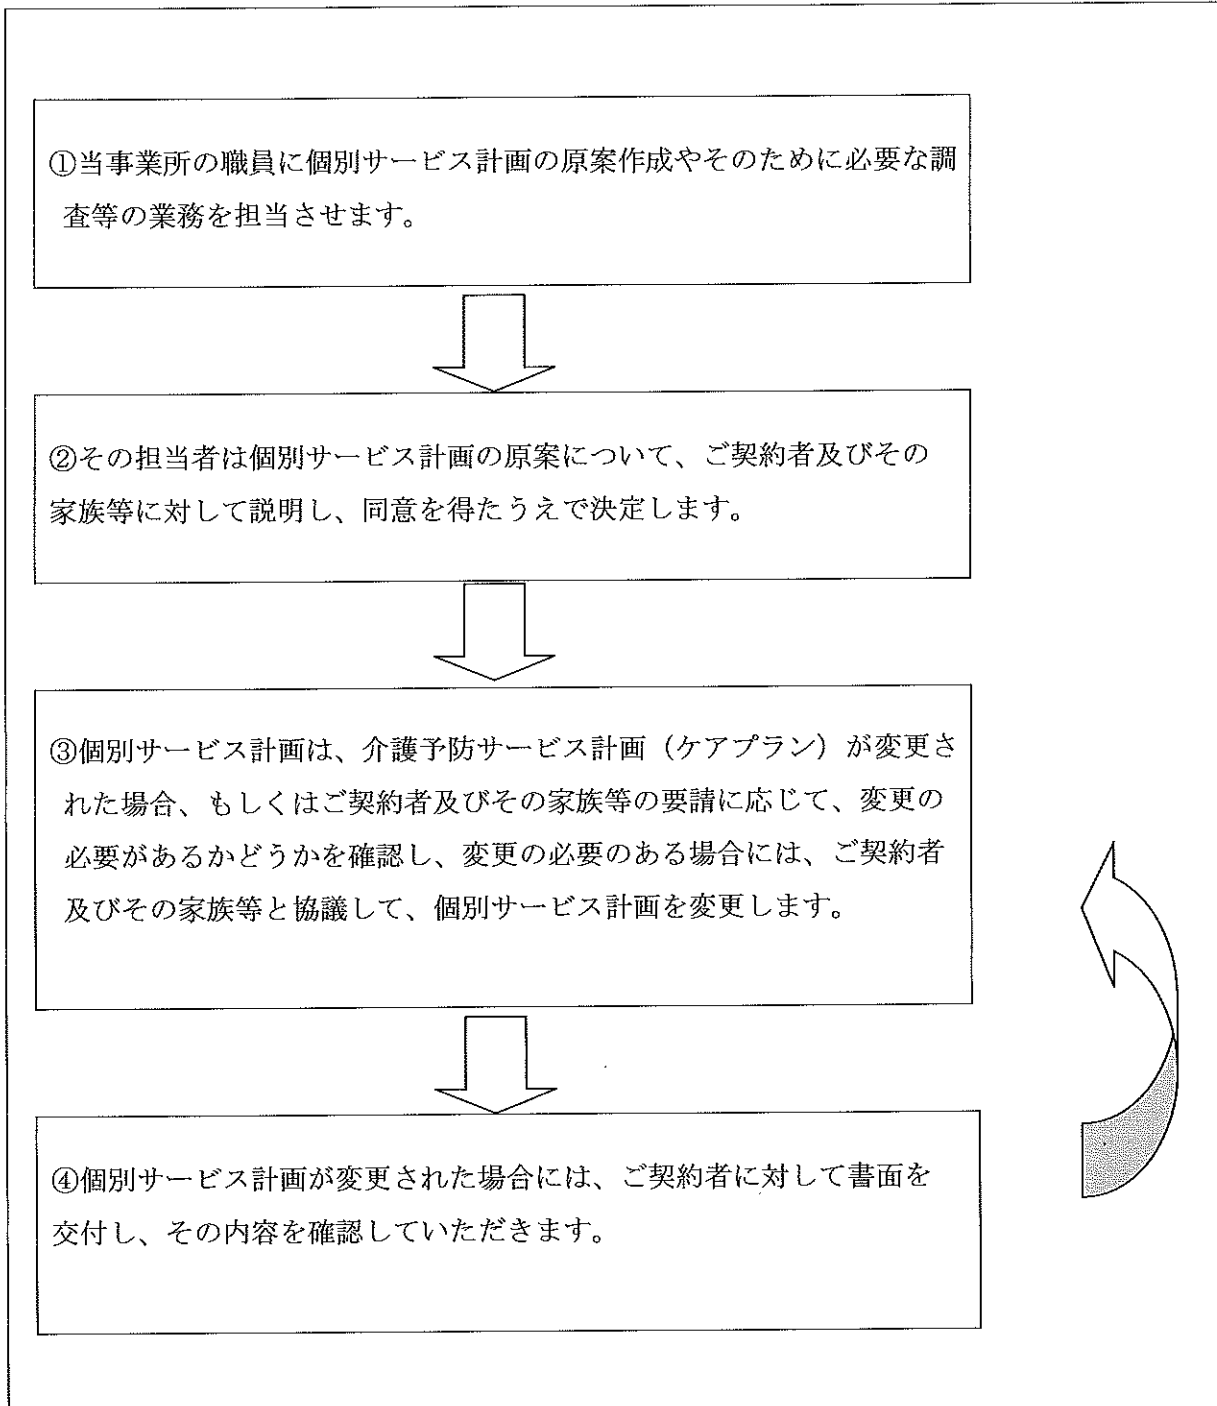 ①当事業所の職員に個別サービス計画の原案作成やそのために必要な調
査等の業務を担当させます。
②その担当者は個別サービス計画の原案について、ご契約者及びその
家族等に対して説明し、同意を得たうえで決定します。
③個別サービス計画は、介護予防サービス計画（ケアプラン）が変更さ
れた場合、もしくはご契約者及びその家族等の要請に応じて、変更の
必要があるかどうかを確認し、変更の必要のある場合には、ご契約者
及びその家族等と協議して、個別サービス計画を変更します。
④個別サービス計画が変更された場合には、ご契約者に対して書面を
交付し、その内容を確認していただきます。